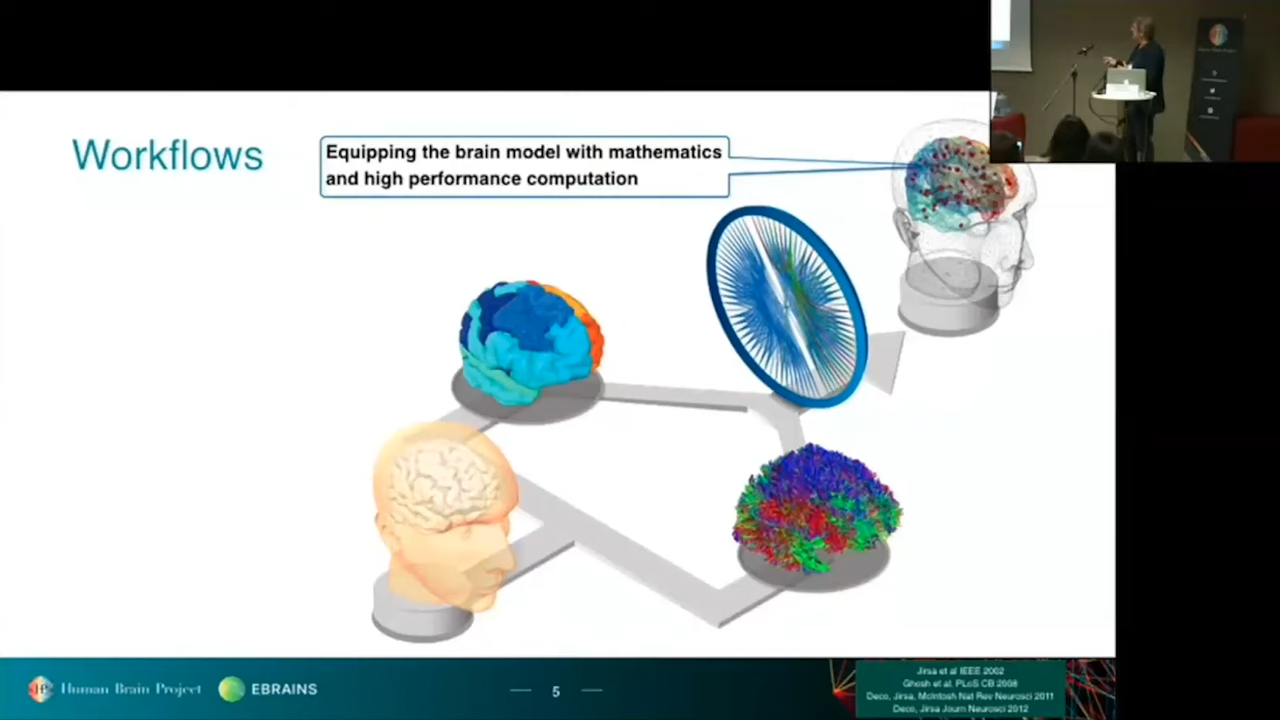 Workflows
Equipping the brain model with mathematics
and high performance computation
Human Brain Project
EBRAINS
5
Jirsa et al IEEE 2002
Ghosh et al. PLoS CB 2008
Deco, Jirsa, McIntosh Nat Rev Neurosci 2011
Deco, Jirsa Journ Neurosci 2012